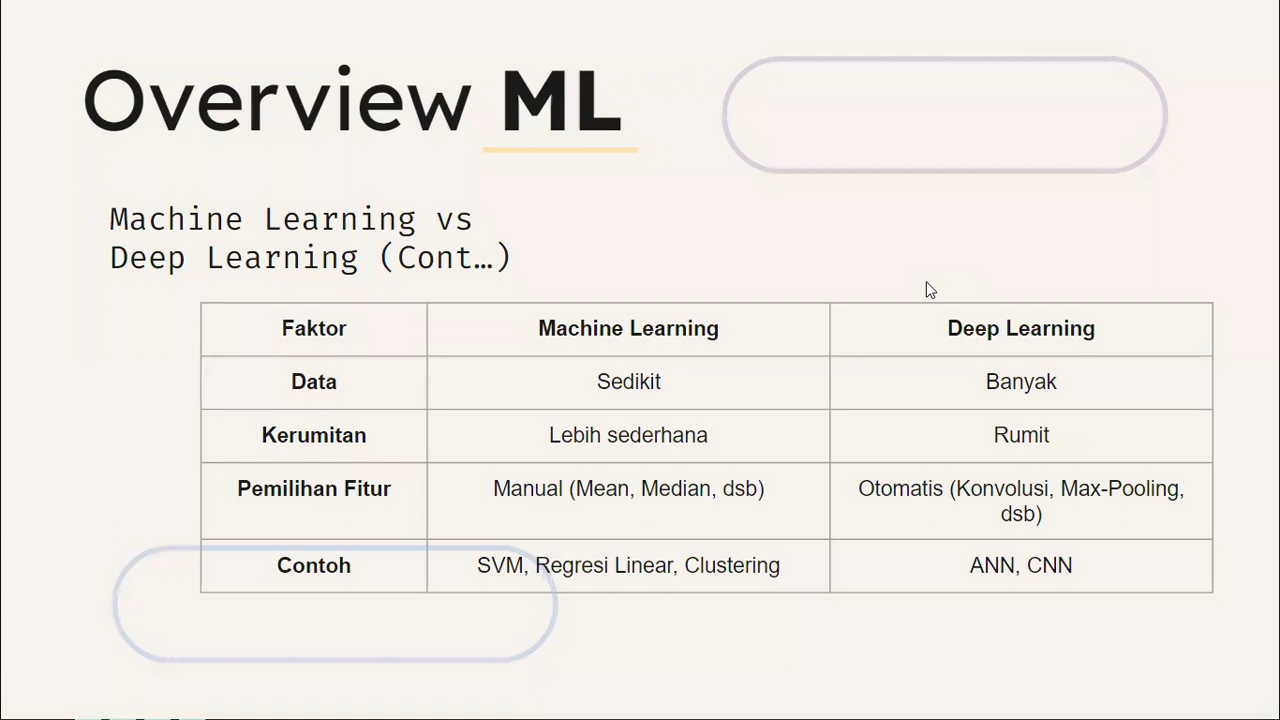 Overview ML
Machine Learning vs
Deep Learning (Cont…)
Faktor Machine Learning Deep Learning
Data Sedikit Banyak
Kerumitan Lebih sederhana Rumit
Pemilihan Fitur Manual (Mean, Median, dsb) Otomatis (Konvolusi, Max-Pooling,
dsb)
Contoh SVM, Regresi Linear, Clustering ANN, CNN